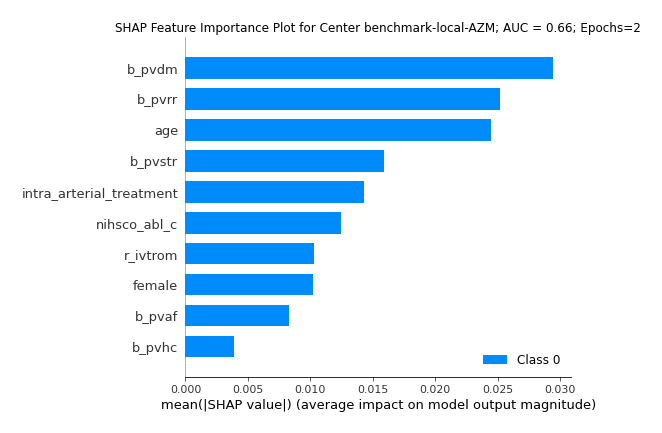 SHAP Feature Importance Plot for Center benchmark-local-AZM; AUC = 0.66; Epochs=2
b_pvdm
b_pvrr
age
b_pvstr
intra_arterial_treatment
nihsco_abl_c
r_ivtrom
female
b_pvaf
b_pvhc
Class 0
0.000 0.005 0.010 0.015 0.020 0.025 0.030
mean(|SHAP value|) (average impact on model output magnitude)